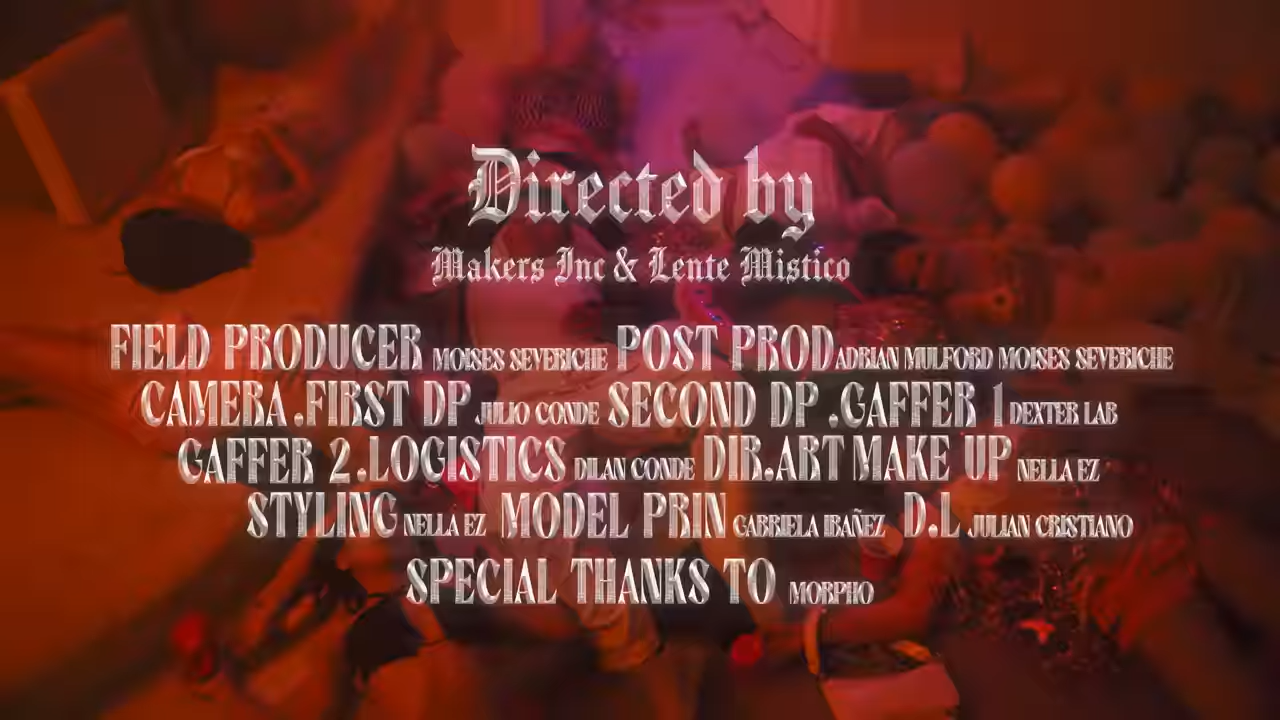 Directed by
Makers Inc & Lente Mistico
FIELD PRODUCER MOISES SEVERICHE POST PROD ADRIAN MULFORD MOISES SEVERICHE
CAMERA.FIRST DP JULIO CONDE SECOND DP.GAFFER 1 DEXTER LAB
GAFFER 2.LOGISTICS DILAN CONDE DIR.ART MAKE UP NELLA EZ
STYLING NELLA EZ MODEL PRIN GABRIELA IBAÑEZ D.L JULIAN CRISTIANO
SPECIAL THANKS TO MORPHO